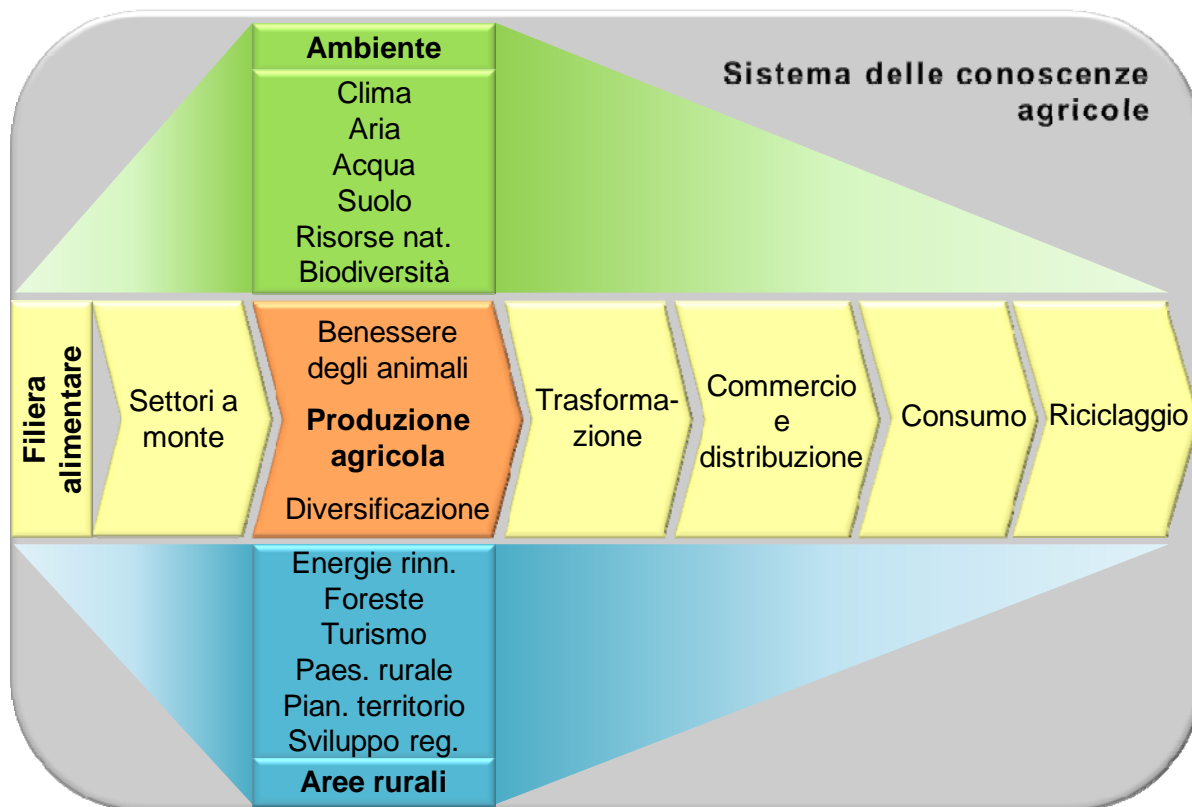 Sistema delle conoscenze
agricole
Ambiente
Clima
Aria
Acqua
Suolo
Risorse nat.
Biodiversità
Filiera
alimentare
Settori a
monte
Benessere
degli animali
Produzione
agricola
Diversificazione
Trasforma-
zione
Commercio
e
distribuzione
Consumo
Riciclaggio
Energie rinn.
Foreste
Turismo
Paes. rurale
Pian. territorio
Sviluppo reg.
Aree rurali